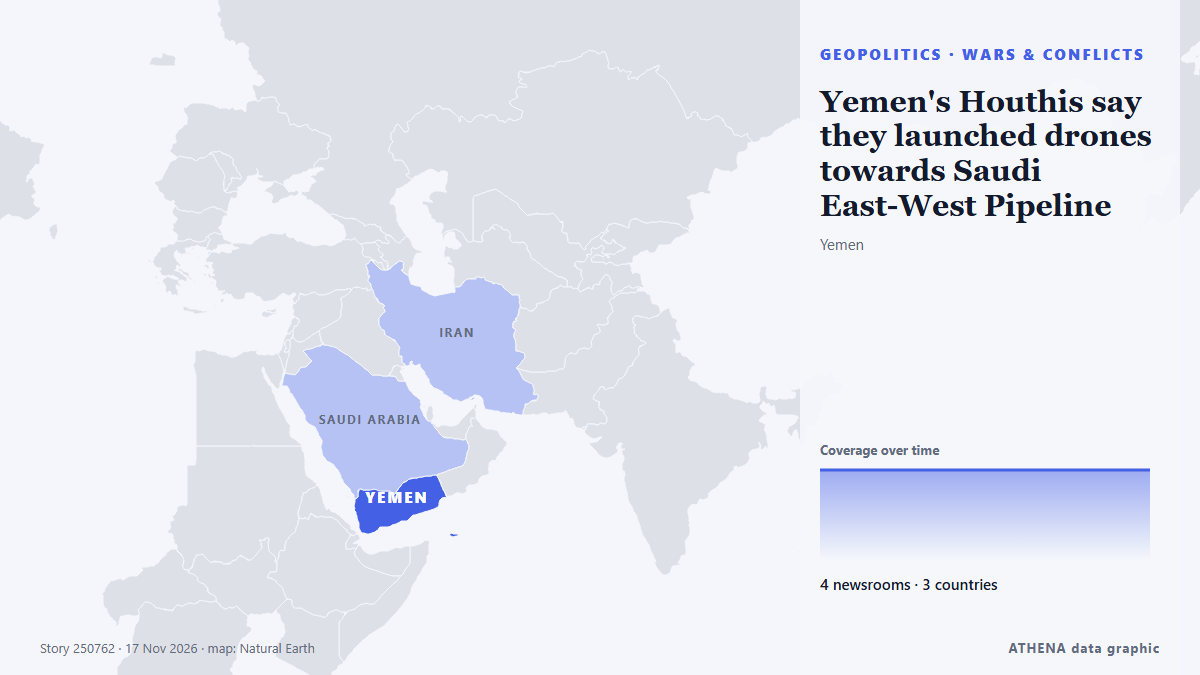 GEOPOLITICS · WARS & CONFLICTS
Yemen's Houthis say
they launched drones
towards Saudi
East-West Pipeline
Yemen
IRAN
SAUDI ARABIA
YEMEN
Coverage over time
4 newsrooms · 3 countries
Story 250762 · 17 Nov 2026 · map: Natural Earth
ATHENA data graphic